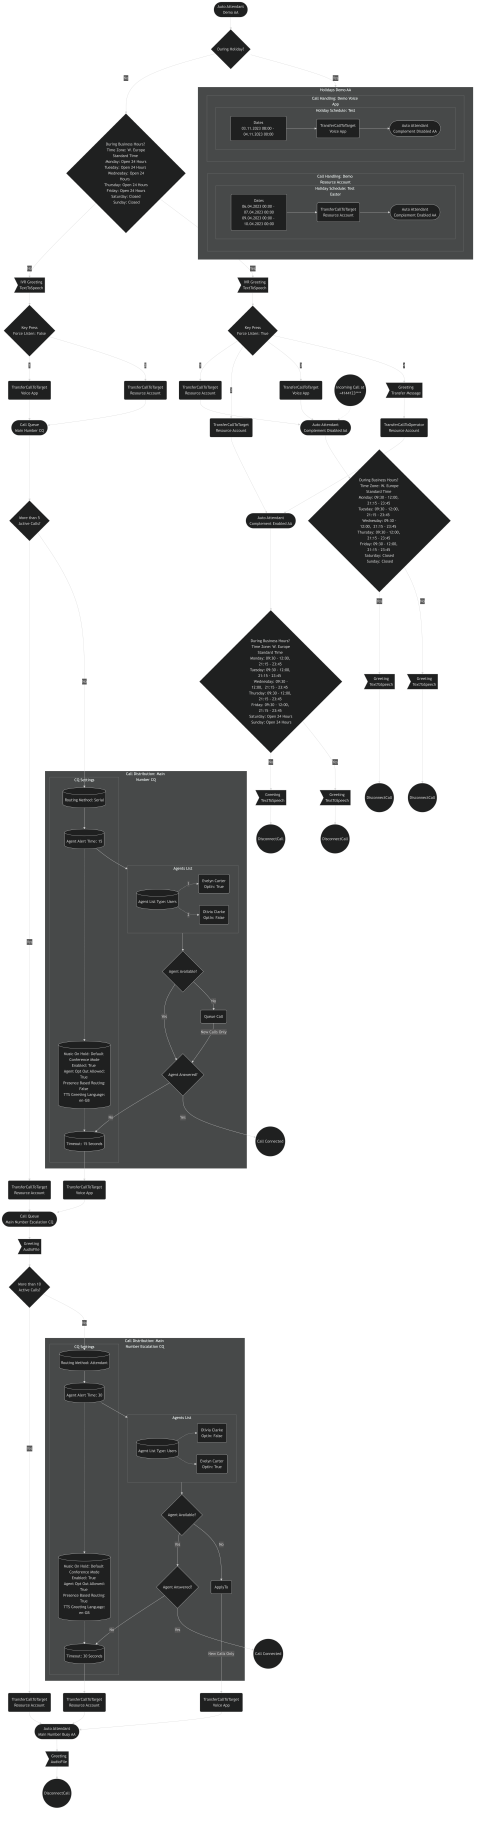 Auto Attendant
Demo AA
During Holiday?
Holidays Demo AA
Call Handling: Demo Voice
App
Holiday Schedule: Test
Dates
TransferCallToTarget
Voice App
Auto Attendant
Complement Disabled AA
Call Handling: Demo
Resource Account
Holiday Schedule: Test
Easter
Dates
06.04.2023 00:00 -
07.04.2023 00:00
09.04.2023 00:00 -
10.04.2023 00:00
TransferCallToTarget
Resource Account
Auto Attendant
Complement Enabled AA
During Business Hours?
Time Zone: W. Europe
Standard Time
Monday: Open 24 Hours
Tuesday: Open 24 Hours
Wednesday: Open 24
Hours
Thursday: Open 24 Hours
Friday: Open 24 Hours
Saturday: Closed
Sunday: Closed
IVR Greeting
TextToSpeech
IVR Greeting
TextToSpeech
Key Press
Force Listen: False
Key Press
Force Listen: True
TransferCallToTarget
Voice App
TransferCallToTarget
Resource Account
TransferCallToTarget
Resource Account
TransferCallToTarget
Voice App
Incoming Call at
Greeting
Transfer Message
Call Queue
Main Number CQ
TransferCallToTarget
Resource Account
Auto Attendant
Complement Disabled AA
TransferCallToOperator
Resource Account
More than 5
Active Calls?
Auto Attendant
Complement Enabled AA
During Business Hours?
Time Zone: W. Europe
Standard Time
Monday: 09:30 - 12:00,
21:15 - 23:45
Tuesday: 09:30 - 12:00,
21:15 - 23:45
Wednesday: 09:30 -
12:00, 21:15 - 23:45
Thursday: 09:30 - 12:00,
21:15 - 23:45
Friday: 09:30 - 12:00,
21:15 - 23:45
Saturday: Closed
Sunday: Closed
During Business Hours?
Time Zone: W. Europe
Standard Time
Monday: 09:30 - 12:00,
21:15 - 23:45
Tuesday: 09:30 - 12:00,
21:15 - 23:45
Wednesday: 09:30 -
12:00, 21:15 - 23:45
Thursday: 09:30 - 12:00,
21:15 - 23:45
Friday: 09:30 - 12:00,
21:15 - 23:45
Saturday: Open 24 Hours
Sunday: Open 24 Hours
Greeting
TextToSpeech
Greeting
TextToSpeech
Greeting
TextToSpeech
Greeting
TextToSpeech
DisconnectCall
DisconnectCall
DisconnectCall
DisconnectCall
Call Distribution: Main
Number CQ
CQ Settings
Routing Method: Serial
Agent Alert Time: 15
Agents List
Agent List Type: Users
Evelyn Carter
OptIn: True
Clarke
OptIn: False
Agent Available?
No
Queue Call
New Calls Only
Yes
Music On Hold: Default
Conference Mode
Enabled: True
Agent Opt Out Allowed:
True
Presence Based Routing:
False
TTS Greeting Language:
en-GB
Agent Answered?
No
Yes
Timeout: 15 Seconds
Call Connected
TransferCallToTarget
Resource Account
TransferCallToTarget
Voice App
Call Queue
Main Number Escalation CQ
Greeting
AudioFile
More than 10
Active Calls?
Call Distribution: Main
Number Escalation CQ
CQ Settings
Routing Method: Attendant
Agent Alert Time: 30
Agents List
Agent List Type: Users
Clarke
OptIn: False
Evelyn Carter
OptIn: True
Agent Available?
Yes
No
Music On Hold: Default
Conference Mode
Enabled: True
Agent Opt Out Allowed:
True
Presence Based Routing:
True
TTS Greeting Language:
en-GB
Agent Answered?
ApplyTo
No
Yes
Timeout: 30 Seconds
New Calls Only
Call Connected
TransferCallToTarget
Resource Account
TransferCallToTarget
Resource Account
TransferCallToTarget
Voice App
Auto Attendant
Main Number Busy AA
Greeting
AudioFile
DisconnectCall